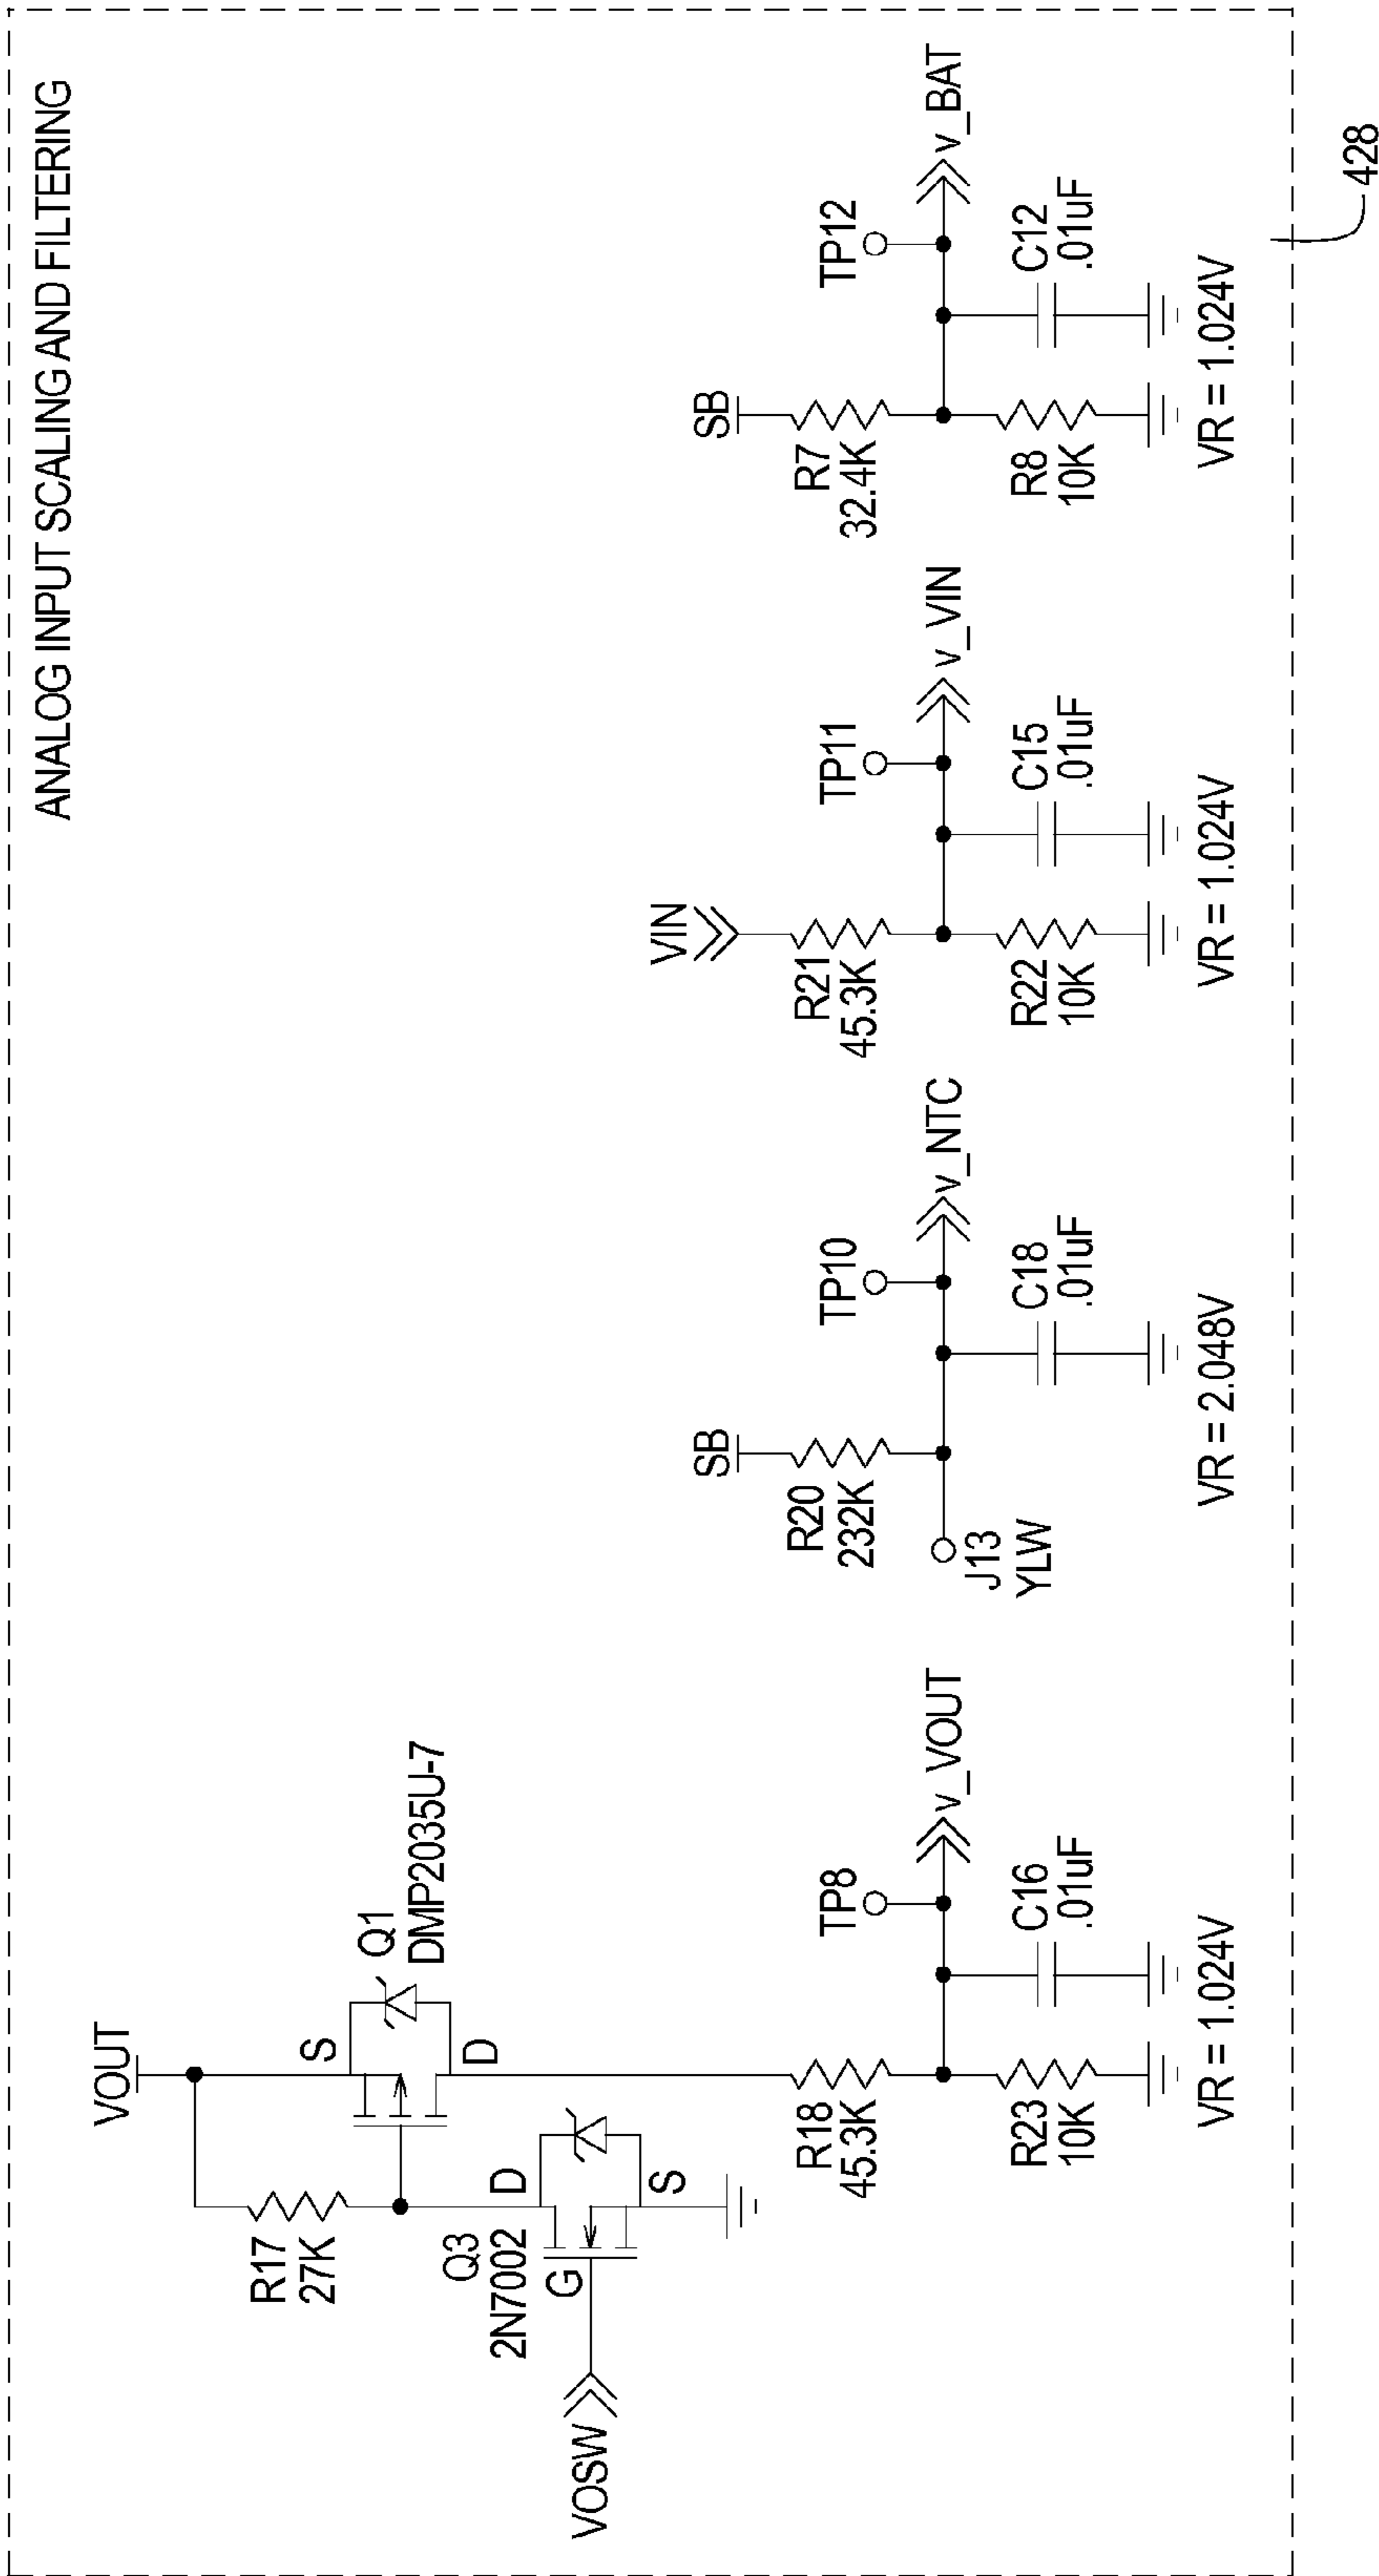 ANALOG INPUT SCALING AND FILTERING
VOUT
R17
27K
S
D
Q1
DMP2035U-7
Q3
2N7002
D
G
S
VOSW
R18
45.3K
TP8
v_VOUT
R23
10K
C16
.01uF
VR = 1.024V
SB
R20
232K
J13
YLW
TP10
v_NTC
C18
.01uF
VR = 2.048V
VIN
R21
45.3K
TP11
v_VIN
R22
10K
C15
.01uF
VR = 1.024V
SB
R7
32.4K
TP12
v_BAT
R8
10K
C12
.01uF
VR = 1.024V
428